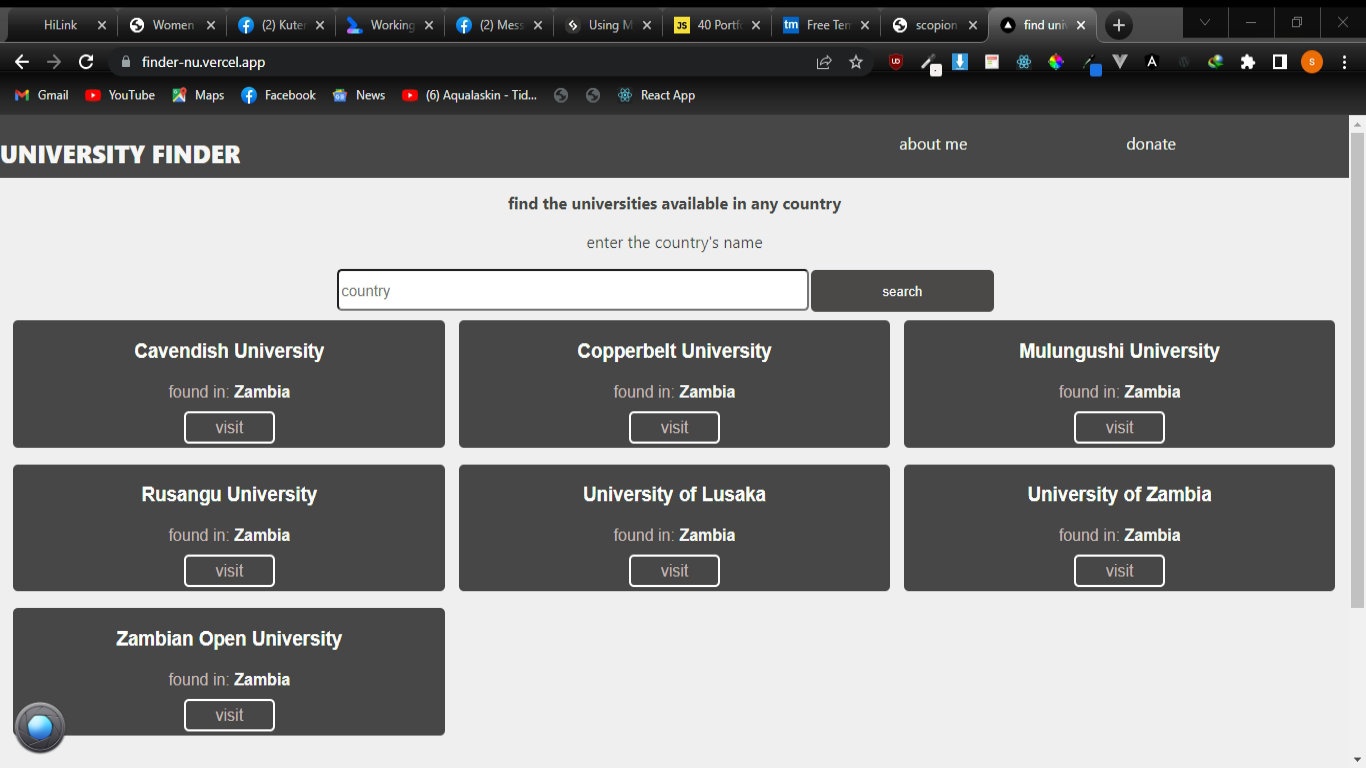 HiLink
Women
(2) Kuter
Working
(2) Mess
Using M
JS 40 Portf
tm Free Tem
scopion
find univ
finder-nu.vercel.app
S
Gmail
YouTube
Maps
Facebook
News
(6) Aqualaskin - Tid...
React App
UNIVERSITY FINDER
about me
donate
find the universities available in any country
enter the country's name
country
search
Cavendish University
found in: Zambia
visit
Copperbelt University
found in: Zambia
visit
Mulungushi University
found in: Zambia
visit
Rusangu University
found in: Zambia
visit
University of Lusaka
found in: Zambia
visit
University of Zambia
found in: Zambia
visit
Zambian Open University
found in: Zambia
visit